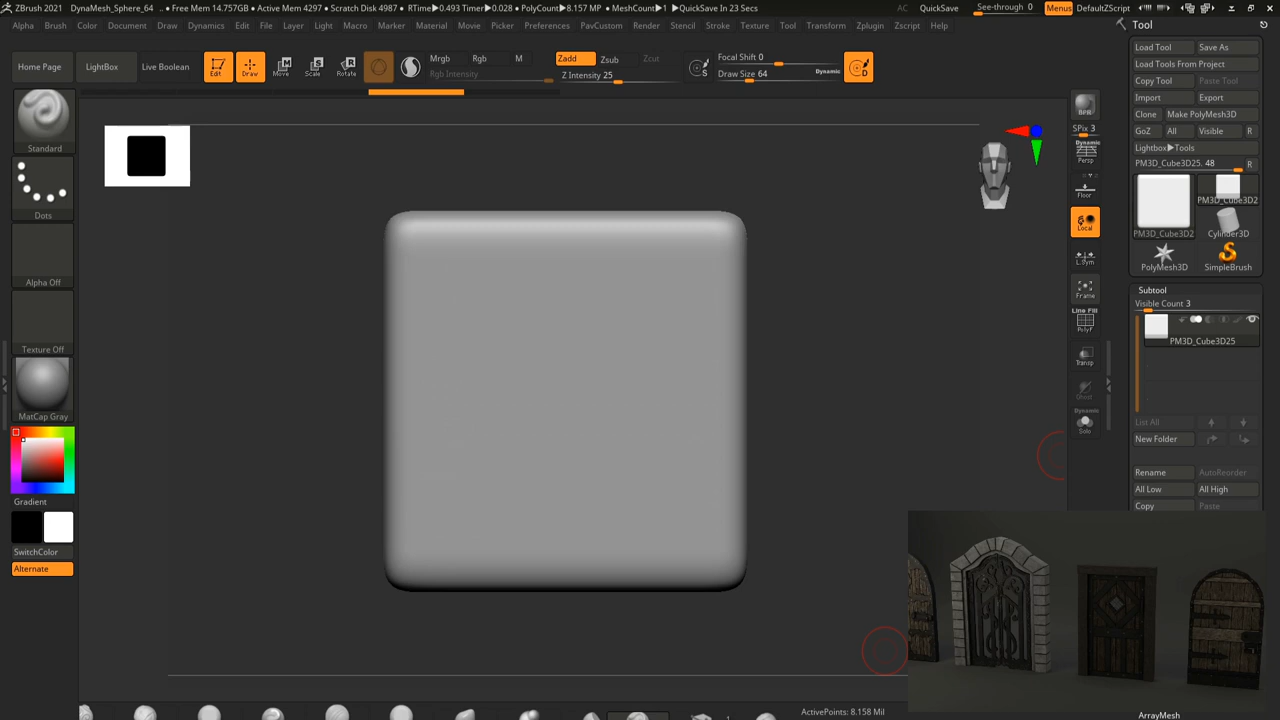 ZBrush 2021 DynaMesh_Sphere_64 .. ● Free Mem 14.757GB ● Active Mem 4297 ● Scratch Disk 4987 ● RTime▶0.493 Timer▶0.028 ● PolyCount▶8.157 MP ● MeshCount▶1 ▶QuickSave In 23 Secs AC QuickSave See-through 0 Menus DefaultZScript
Alpha Brush Color Document Draw Dynamics Edit File Layer Light Macro Marker Material Movie Picker Preferences PavCustom Render Stencil Stroke Texture Tool Transform Zplugin Zscript Help
Home Page LightBox Live Boolean Edit Draw Move Scale Rotate
M S R
Mrgb Rgb M
Rgb Intensity
Zadd Zsub Zcut
Z Intensity 25
S
Focal Shift 0
Draw Size 64 Dynamic
D
Standard
Dots
Alpha Off
Texture Off
MatCap Gray
Gradient
SwitchColor
Alternate
BPR
SPix 3
Dynamic
Persp
Floor
Local
L.Sym
Frame
Line Fill
PolyF
Transp
Ghost
Dynamic
Solo
Tool
Load Tool Save As
Load Tools From Project
Copy Tool Paste Tool
Import Export
Clone Make PolyMesh3D
GoZ All Visible R
Lightbox▶Tools
PM3D_Cube3D25. 48 R
PM3D_Cube3D2 PM3D_Cube3D2
Cylinder3D
PolyMesh3D SimpleBrush
Subtool
Visible Count 3
PM3D_Cube3D25
List All
New Folder
Rename AutoReorder
All Low All High
Copy Paste
ActivePoints: 8.158 Mil
ArrayMesh